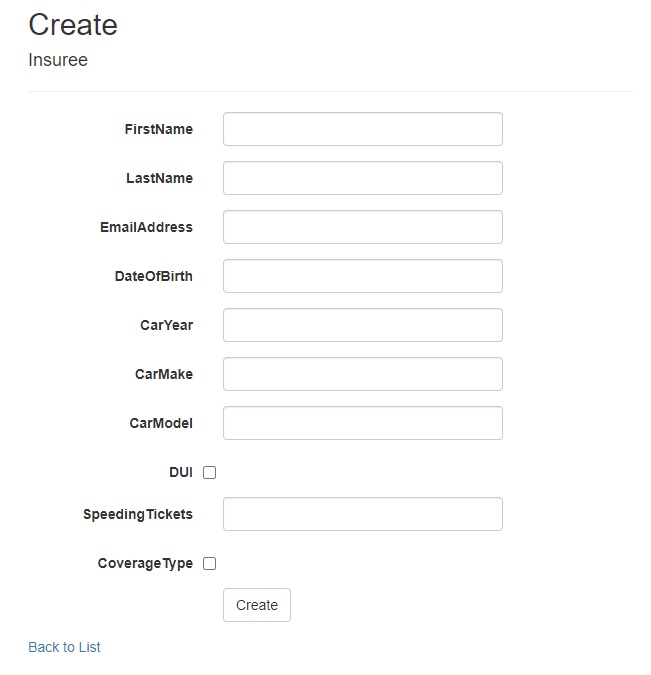 Create
Insuree
FirstName
LastName
EmailAddress
DateOfBirth
CarYear
CarMake
CarModel
DUI
SpeedingTickets
CoverageType
Create
Back to List